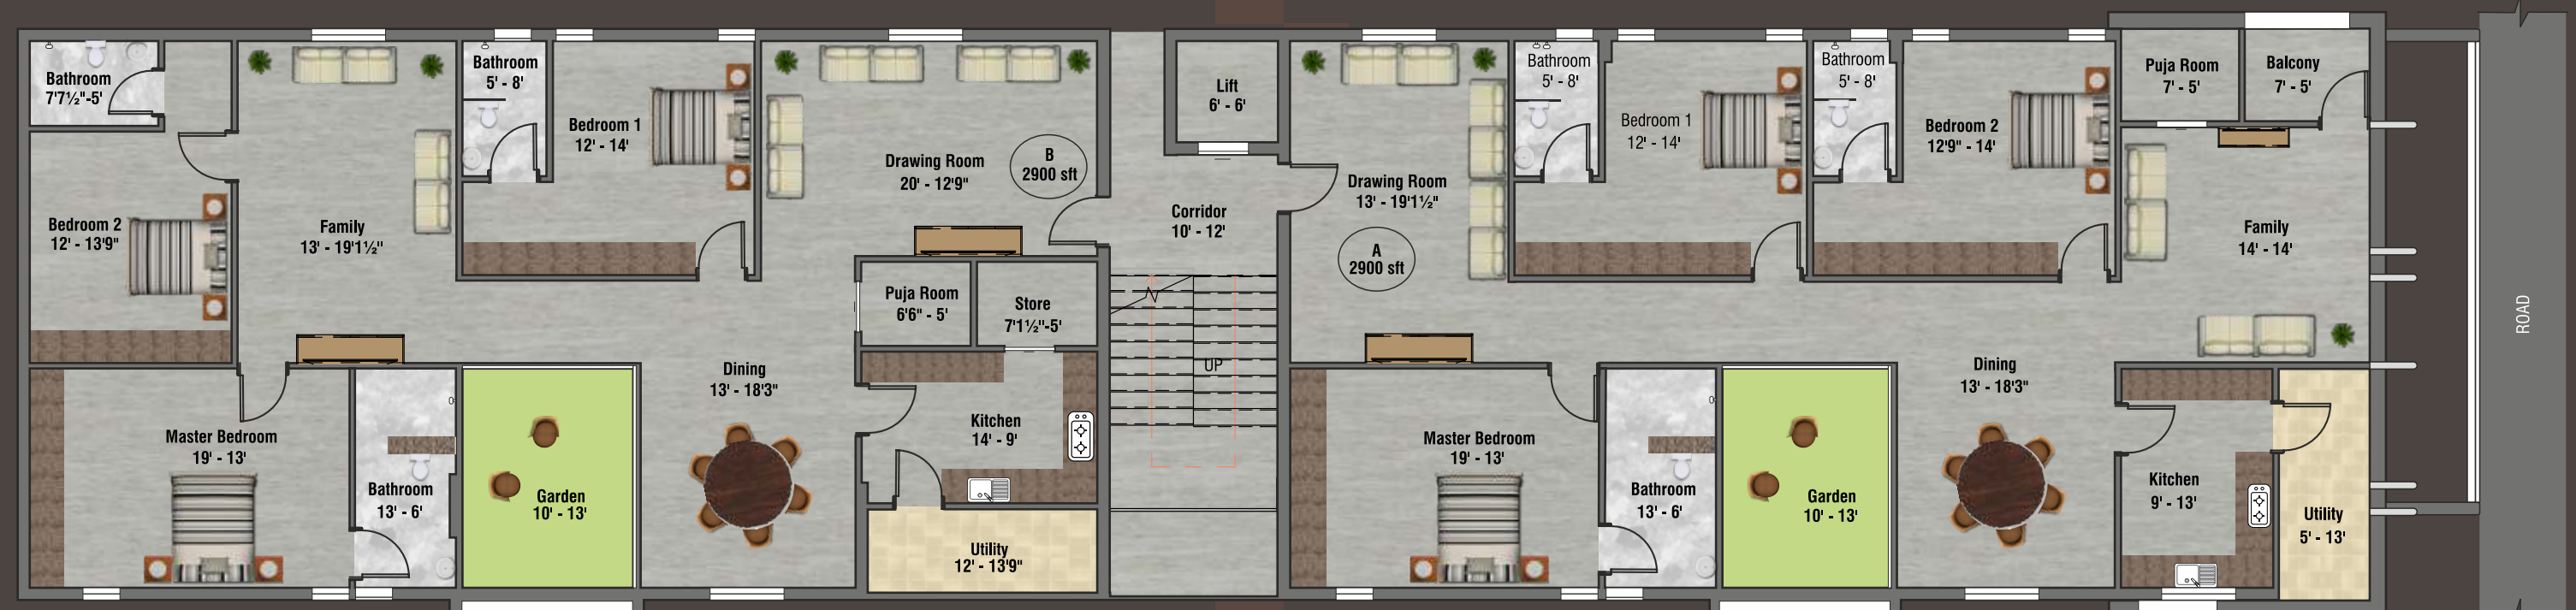 Bathroom
7'7½"-5'
Bedroom 2
12' - 13'9"
Family
13' - 19'1½"
Bathroom
5' - 8'
Bedroom 1
12' - 14'
Drawing Room
20' - 12'9"
B
2900 sft
Puja Room
6'6" - 5'
Store
7'1½"-5'
Dining
13' - 18'3"
Kitchen
14' - 9'
Utility
12' - 13'9"
Master Bedroom
19' - 13'
Bathroom
13' - 6'
Garden
10' - 13'
Lift
6' - 6'
Corridor
10' - 12'
UP
Drawing Room
13' - 19'1½"
A
2900 sft
Bathroom
5' - 8'
Bedroom 1
12' - 14'
Bathroom
5' - 8'
Bedroom 2
12'9" - 14'
Puja Room
7' - 5'
Balcony
7' - 5'
Family
14' - 14'
Master Bedroom
19' - 13'
Bathroom
13' - 6'
Garden
10' - 13'
Dining
13' - 18'3"
Kitchen
9' - 13'
Utility
5' - 13'
ROAD